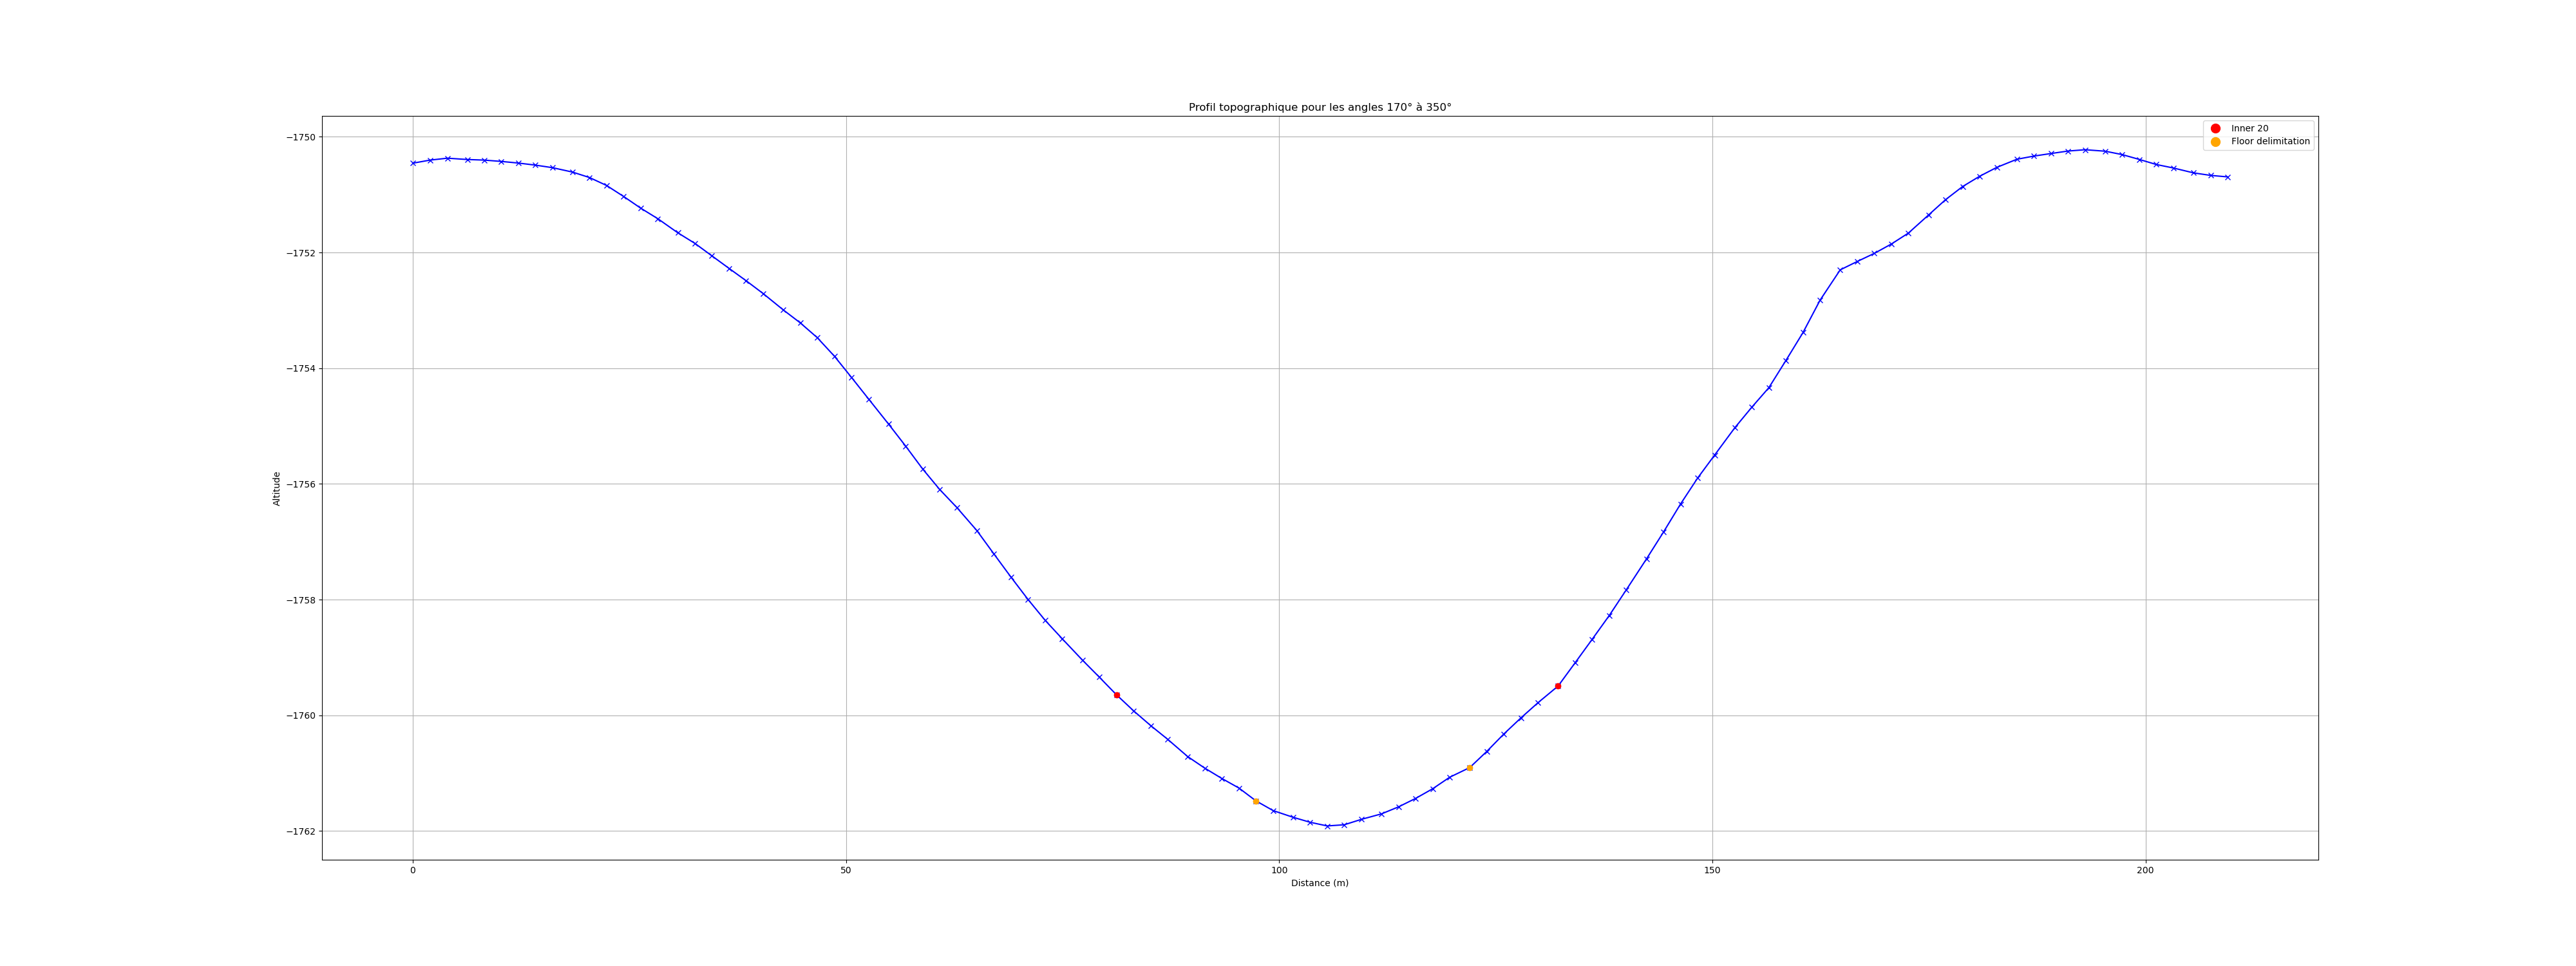 Profil topographique pour les angles 170° à 350°
Inner 20
Floor delimitation
−1750
−1752
−1754
−1756
−1758
−1760
−1762
Altitude
0
50
100
150
200
Distance (m)